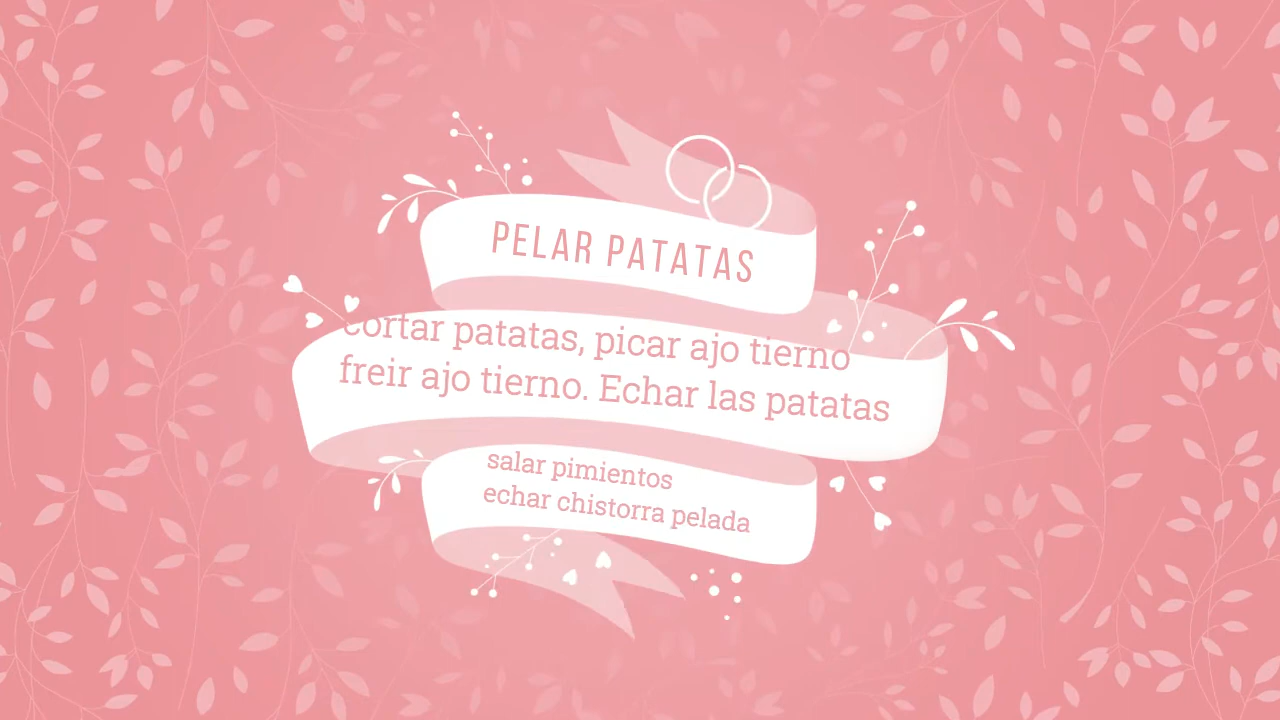 PELAR PATATAS
cortar patatas, picar ajo tierno
freir ajo tierno. Echar las patatas
salar pimientos
echar chistorra pelada